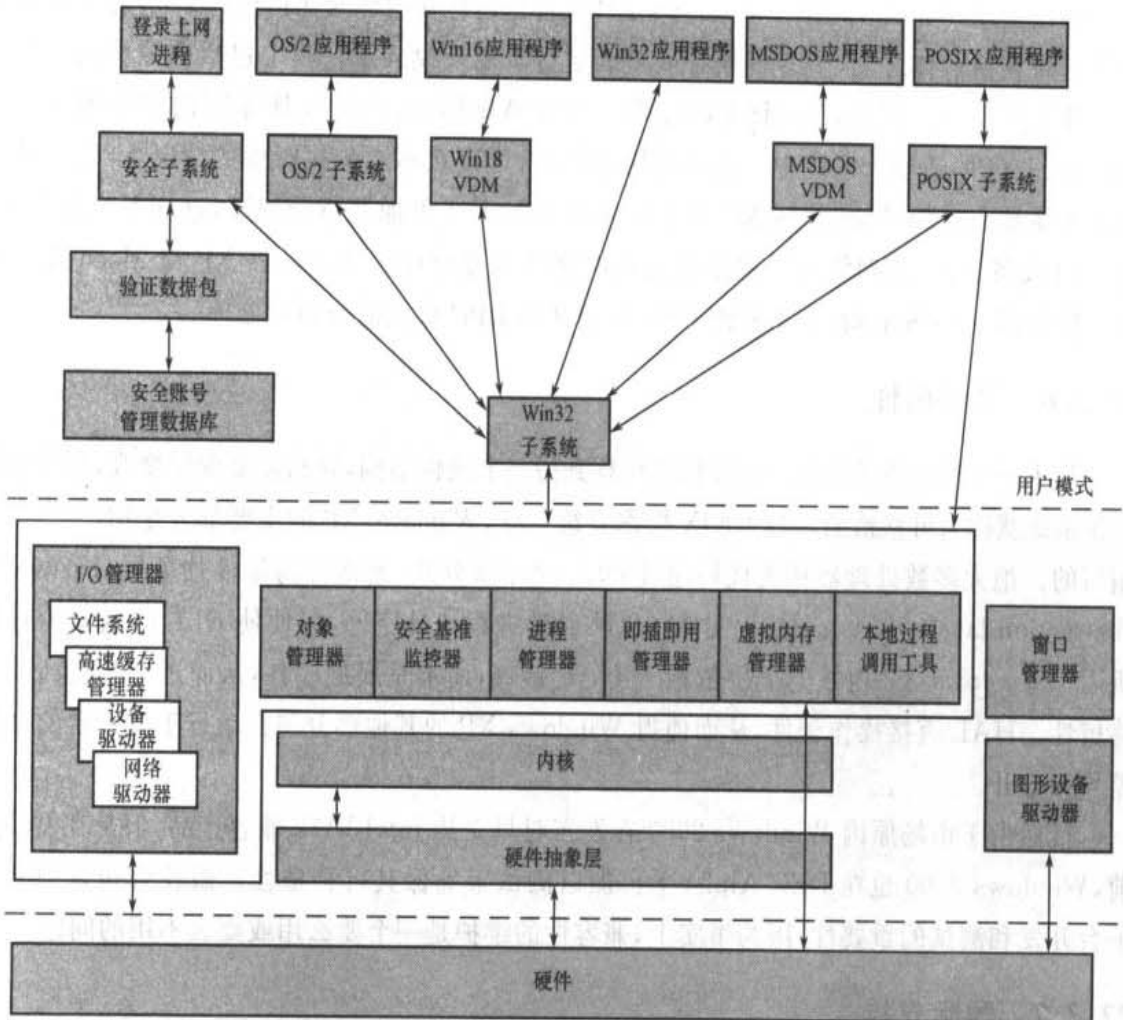 登录上网
进程
OS/2 应用程序
Win16应用程序
Win32应用程序
MSDOS应用程序
POSIX应用程序
安全子系统
OS/2 子系统
Win18
VDM
MSDOS
VDM
POSIX 子系统
验证数据包
安全账号
管理数据库
Win32
子系统
用户模式
I/O 管理器
文件系统
高速缓存
管理器
设备
驱动器
网络
驱动器
对象
管理器
安全基准
监控器
进程
管理器
即插即用
管理器
虚拟内存
管理器
本地过程
调用工具
窗口
管理器
内核
图形设备
驱动器
硬件抽象层
硬件